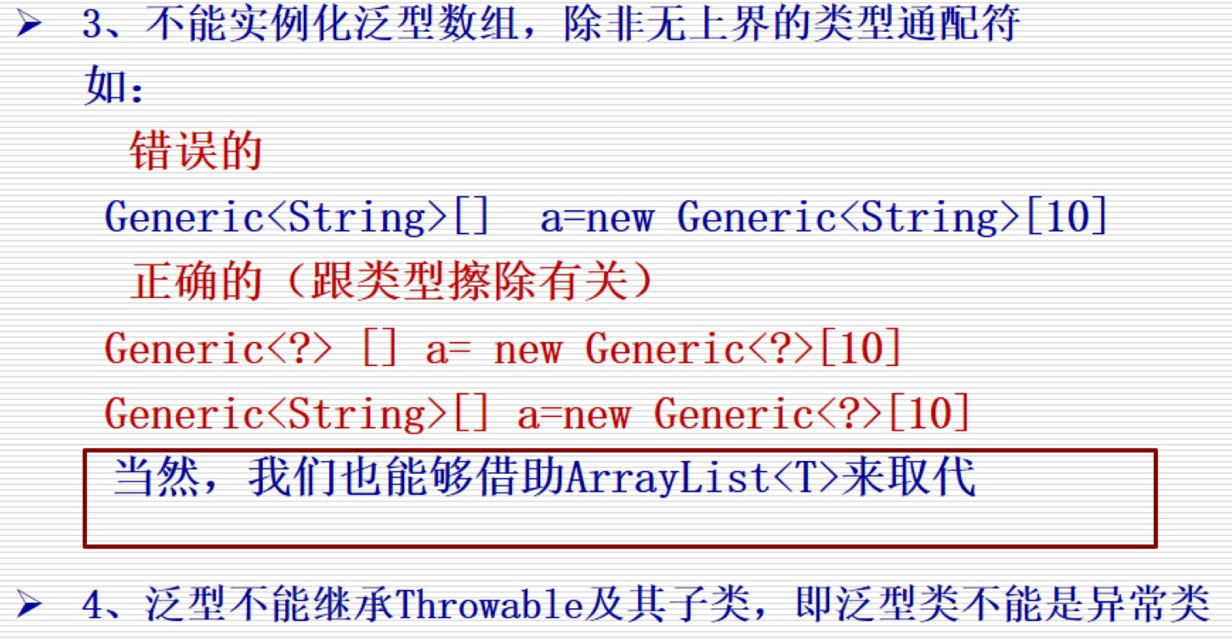 ➢ 3、不能实例化泛型数组，除非无上界的类型通配符
如：
错误的
Generic<String>[] a=new Generic<String>[10]
正确的（跟类型擦除有关）
Generic<?> [] a= new Generic<?>[10]
Generic<String>[] a=new Generic<?>[10]
当然，我们也能够借助ArrayList<T>来取代
➢ 4、泛型不能继承Throwable及其子类，即泛型类不能是异常类